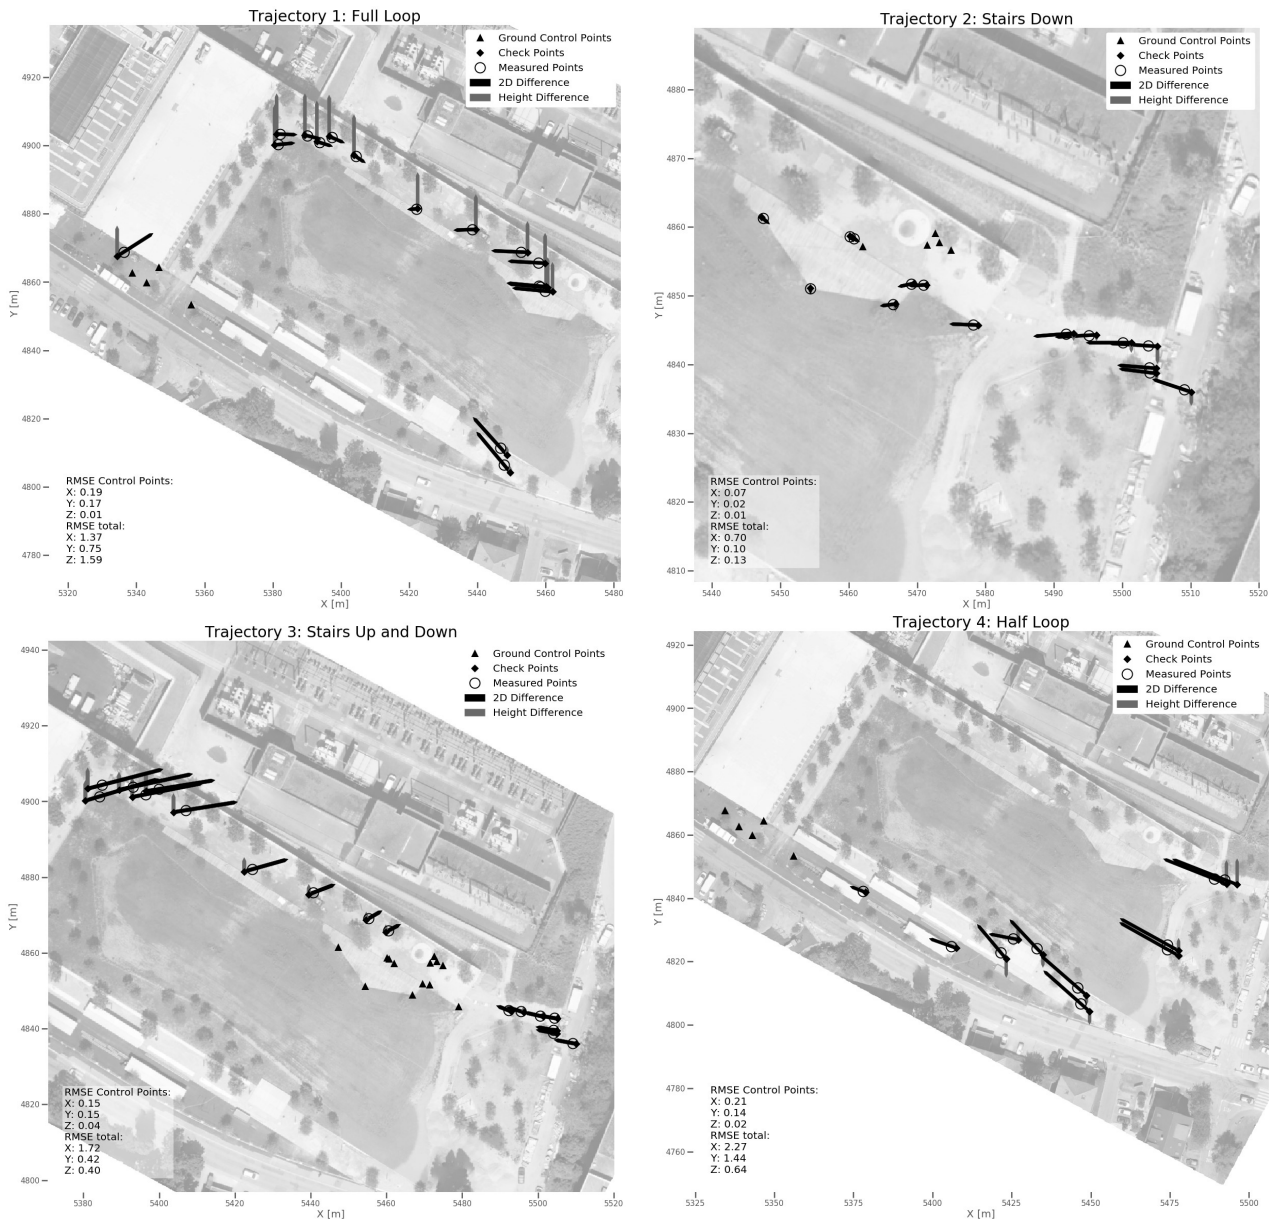 Trajectory 1: Full Loop
Ground Control Points
Check Points
Measured Points
2D Difference
Height Difference
4920
4900
4880
4860
4840
4820
4800
4780
Y [m]
RMSE Control Points:
X: 0.19
Y: 0.17
Z: 0.01
RMSE total:
X: 1.37
Y: 0.75
Z: 1.59
5320 5340 5360 5380 5400 5420 5440 5460 5480
X [m]
Trajectory 2: Stairs Down
Ground Control Points
Check Points
Measured Points
2D Difference
Height Difference
4880
4870
4860
4850
4840
4830
4820
4810
Y [m]
RMSE Control Points:
X: 0.07
Y: 0.02
Z: 0.01
RMSE total:
X: 0.70
Y: 0.10
Z: 0.13
5440 5450 5460 5470 5480 5490 5500 5510 5520
X [m]
Trajectory 3: Stairs Up and Down
Ground Control Points
Check Points
Measured Points
2D Difference
Height Difference
4940
4920
4900
4880
4860
4840
4820
4800
Y [m]
RMSE Control Points:
X: 0.15
Y: 0.15
Z: 0.04
RMSE total:
X: 1.72
Y: 0.42
Z: 0.40
5380 5400 5420 5440 5460 5480 5500 5520
X [m]
Trajectory 4: Half Loop
Ground Control Points
Check Points
Measured Points
2D Difference
Height Difference
4920
4900
4880
4860
4840
4820
4800
4780
4760
Y [m]
RMSE Control Points:
X: 0.21
Y: 0.14
Z: 0.02
RMSE total:
X: 2.27
Y: 1.44
Z: 0.64
5325 5350 5375 5400 5425 5450 5475 5500
X [m]